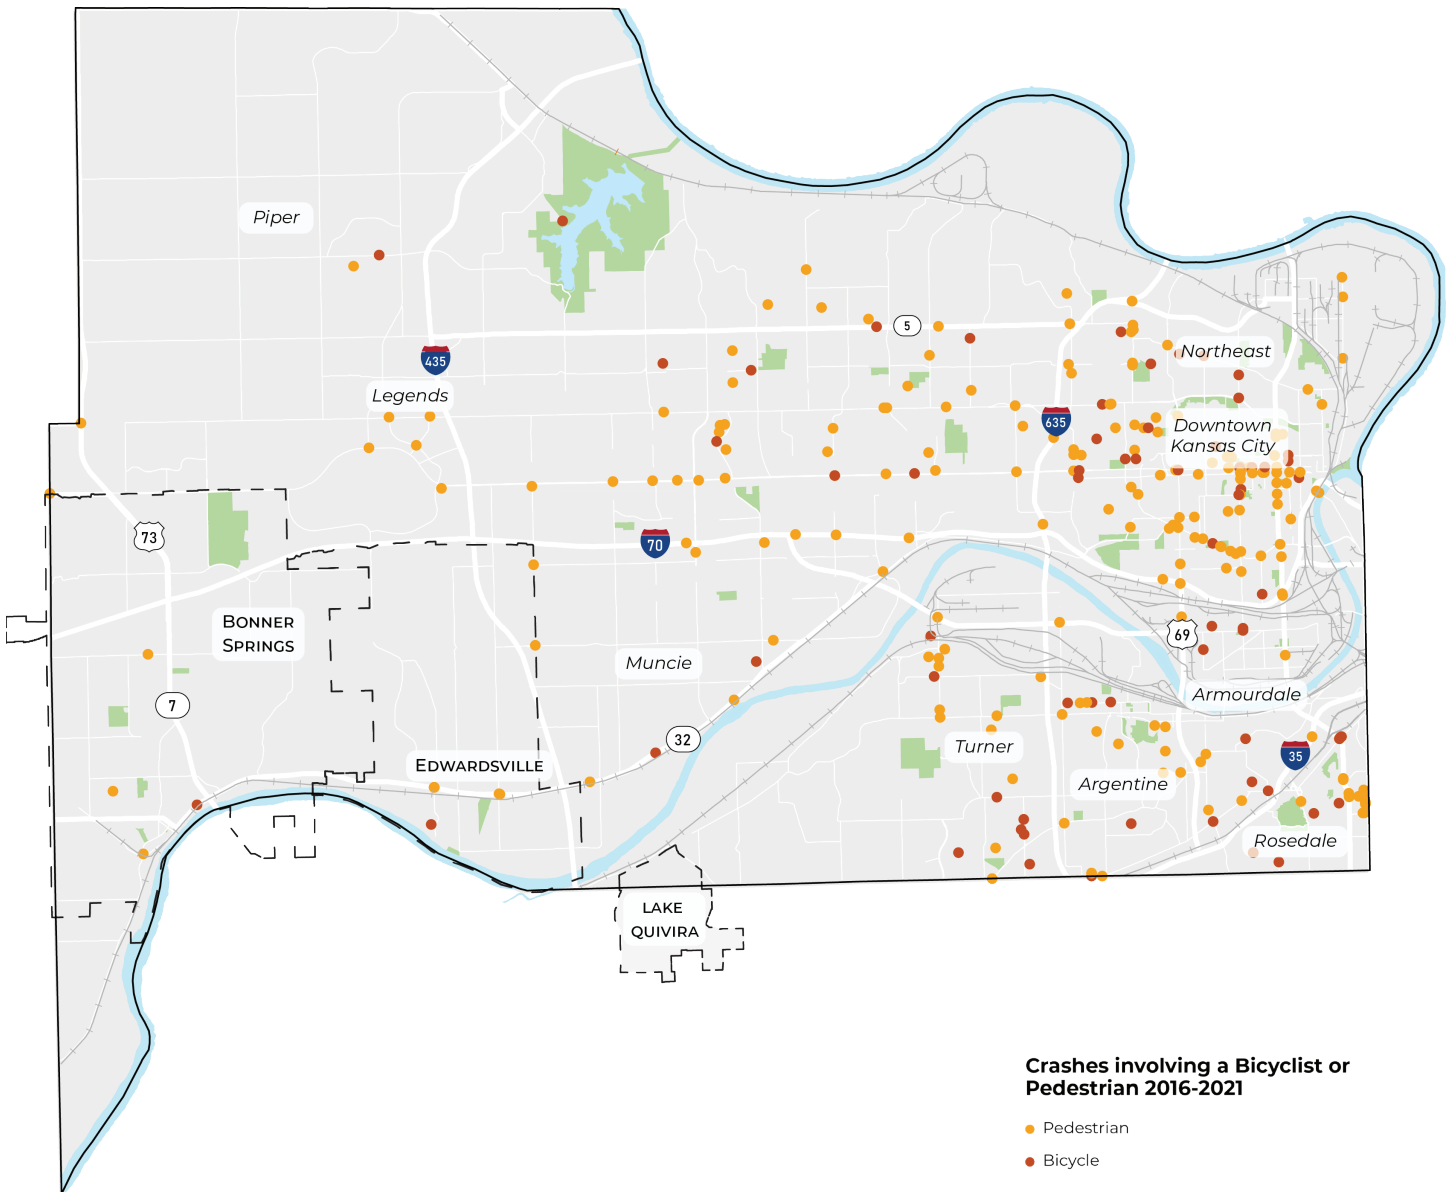 Piper
5
Northeast
435
Legends
635
Downtown
Kansas City
73
70
BONNER
SPRINGS
69
Muncie
Armourdale
7
32
Turner
35
EDWARDSVILLE
Argentine
Rosedale
LAKE
QUIVIRA
Crashes involving a Bicyclist or
Pedestrian 2016-2021
Pedestrian
Bicycle